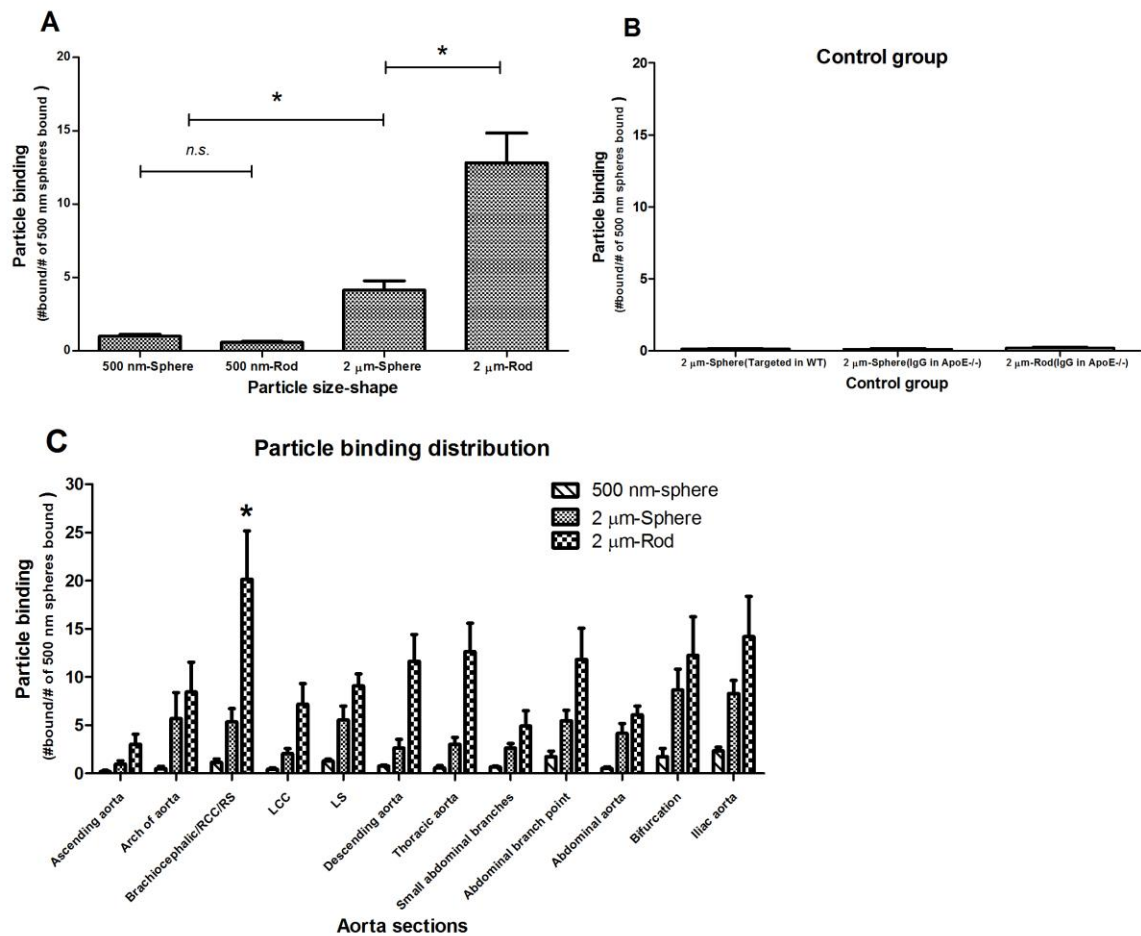 A
Particle binding
(#bound/# of 500 nm spheres bound )
20
15
10
5
0
*
*
n.s.
500 nm-Sphere
500 nm-Rod
2 μm-Sphere
2 μm-Rod
Particle size-shape
B
Control group
Particle binding
(#bound/# of 500 nm spheres bound )
20
15
10
5
0
2 μm-Sphere(Targeted in WT)
2 μm-Sphere(IgG in ApoE-/-)
2 μm-Rod(IgG in ApoE-/-)
Control group
C
Particle binding distribution
Particle binding
(#bound/# of 500 nm spheres bound )
30
25
20
15
10
5
0
*
500 nm-sphere
2 μm-Sphere
2 μm-Rod
Ascending aorta
Arch of aorta
Brachiocephalic/RCC/RS
LCC
LS
Descending aorta
Thoracic aorta
Small abdominal branches
Abdominal branch point
Abdominal aorta
Bifurcation
Iliac aorta
Aorta sections